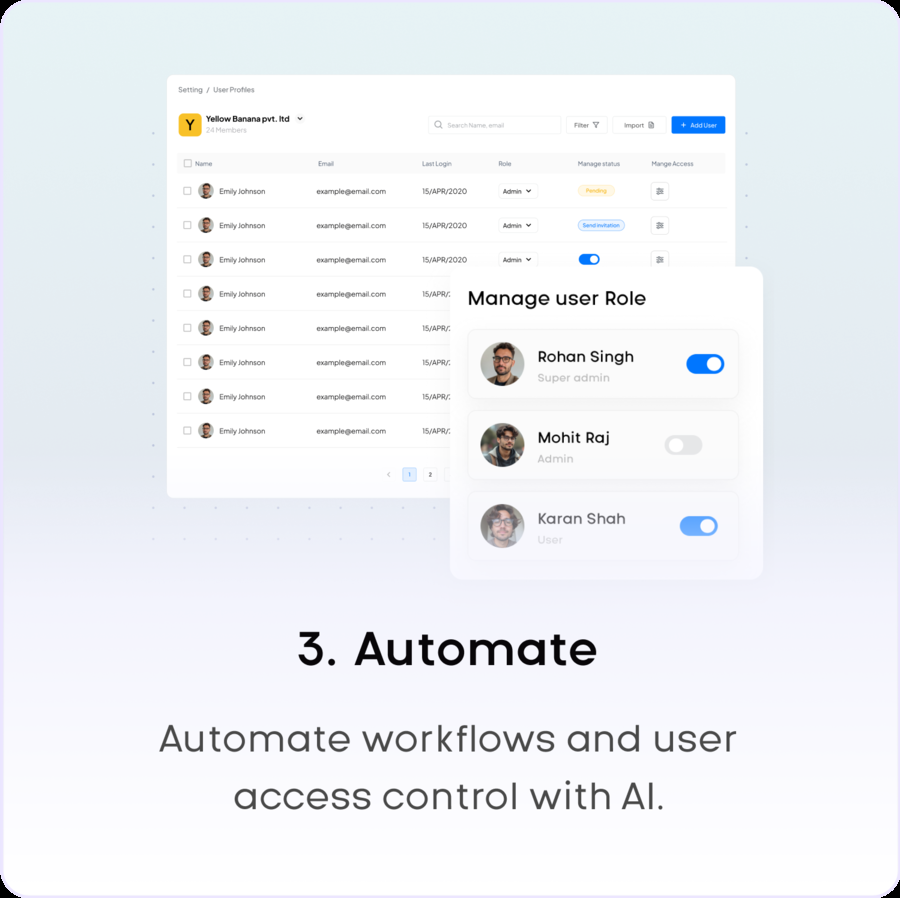 Setting / User Profiles
Y
Yellow Banana pvt. ltd
24 Members
Search Name, email
Filter
Import
+ Add User
Name Email Last Login Role Manage status Mange Access
Emily Johnson example@email.com 15/APR/2020 Admin Pending
Emily Johnson example@email.com 15/APR/2020 Admin Send invitation
Emily Johnson example@email.com 15/APR/2020 Admin
Emily Johnson example@email.com 15/APR/
Emily Johnson example@email.com 15/APR/
Emily Johnson example@email.com 15/APR/
Emily Johnson example@email.com 15/APR/
Emily Johnson example@email.com 15/APR/
1 2
Manage user Role
Rohan Singh
Super admin
Mohit Raj
Admin
Karan Shah
User
3. Automate
Automate workflows and user
access control with AI.